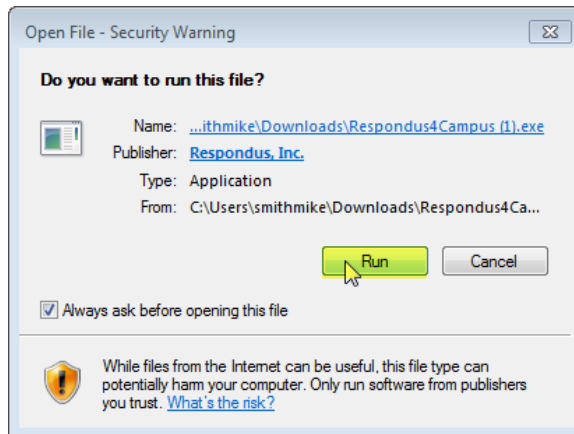 Open File - Security Warning
Do you want to run this file?
Name: ...ithmike\Downloads\Respondus4Campus (1).exe
Publisher: Respondus, Inc.
Type: Application
From: C:\Users\smithmike\Downloads\Respondus4Ca...
Run Cancel
Always ask before opening this file
While files from the Internet can be useful, this file type can
potentially harm your computer. Only run software from publishers
you trust. What's the risk?